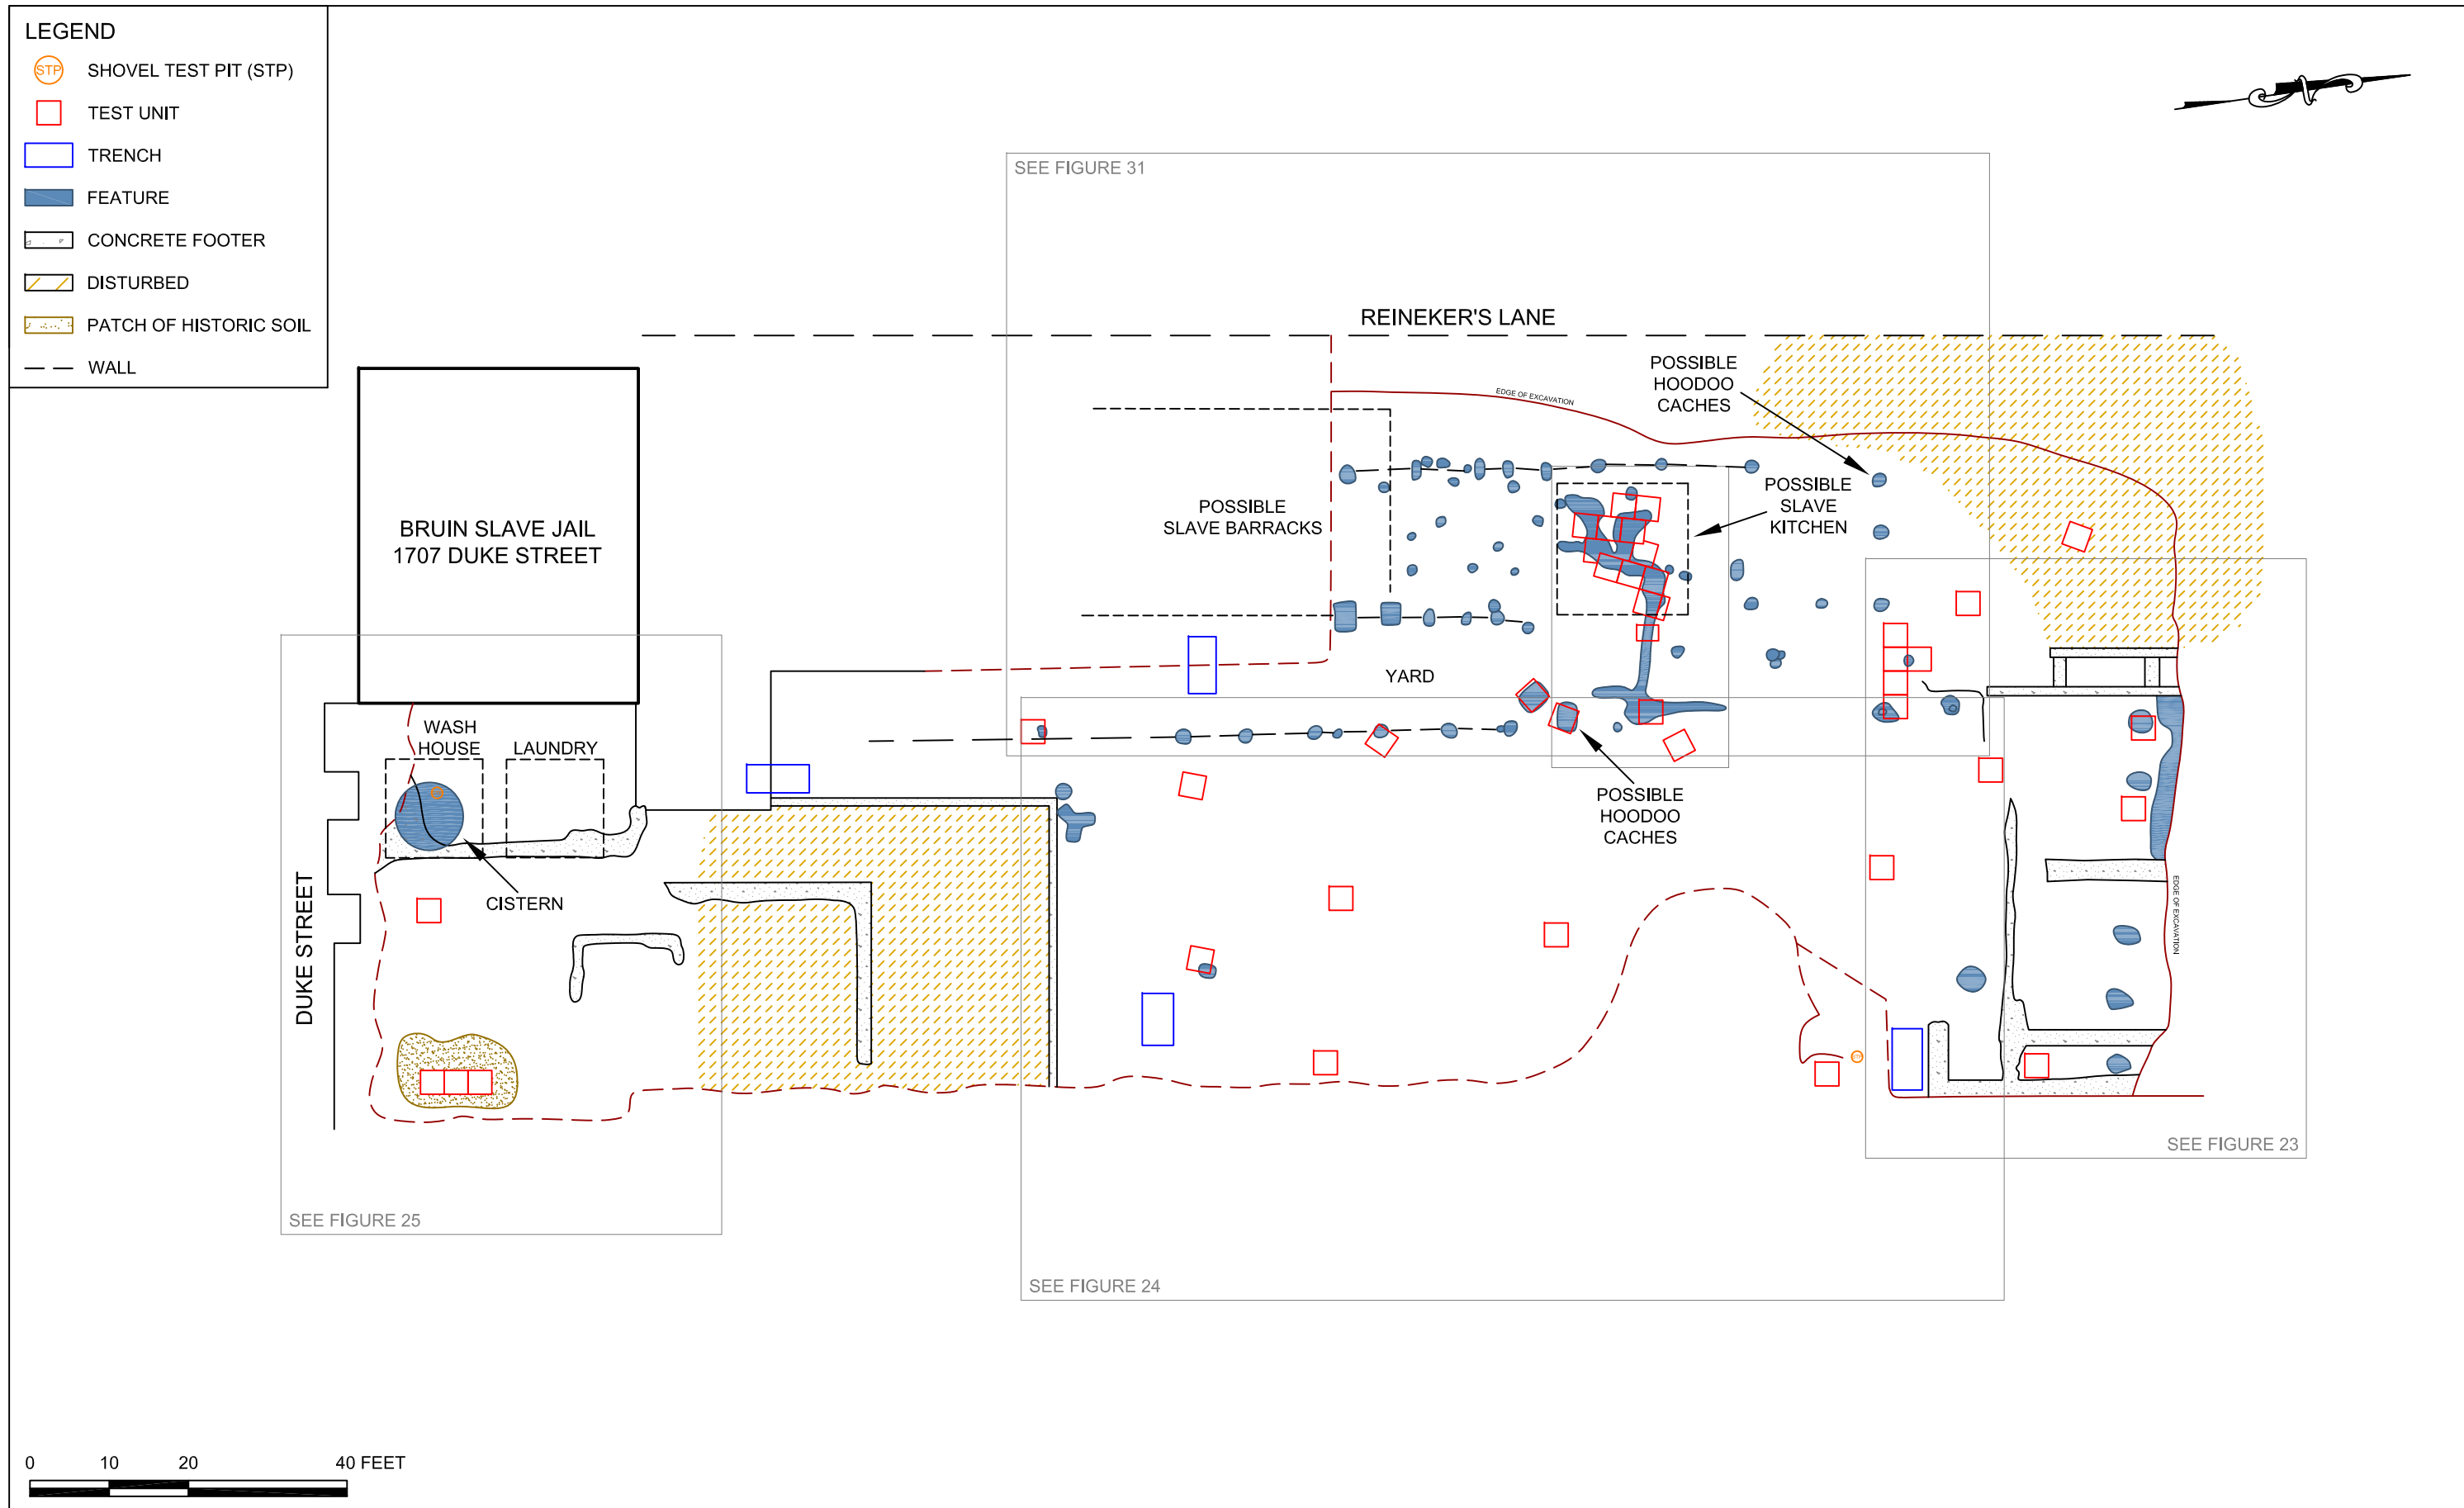 LEGEND
STP
SHOVEL TEST PIT (STP)
TEST UNIT
TRENCH
FEATURE
CONCRETE FOOTER
DISTURBED
PATCH OF HISTORIC SOIL
WALL
N
SEE FIGURE 31
REINEKER'S LANE
POSSIBLE
HOODOO
CACHES
EDGE OF EXCAVATION
POSSIBLE
SLAVE
KITCHEN
POSSIBLE
SLAVE BARRACKS
BRUIN SLAVE JAIL
1707 DUKE STREET
YARD
WASH
HOUSE
LAUNDRY
POSSIBLE
HOODOO
CACHES
CISTERN
DUKE STREET
EDGE OF EXCAVATION
STP
SEE FIGURE 23
SEE FIGURE 25
SEE FIGURE 24
0 10 20 40 FEET